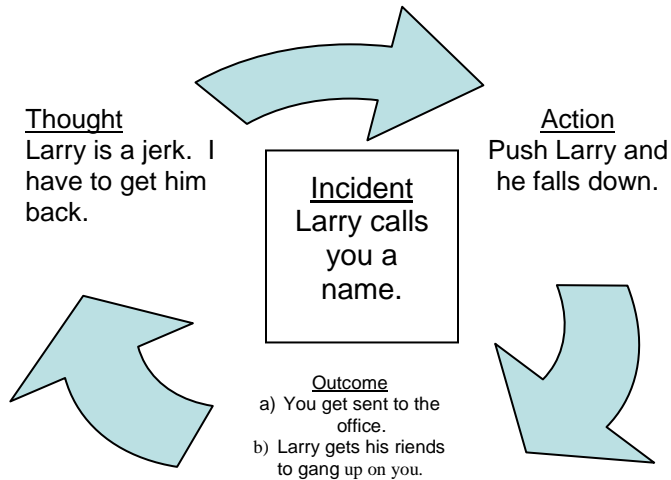 Thought
Larry is a jerk. I
have to get him
back.
Action
Push Larry and
he falls down.
Incident
Larry calls
you a
name.
Outcome
a) You get sent to the
office.
b) Larry gets his riends
to gang up on you.